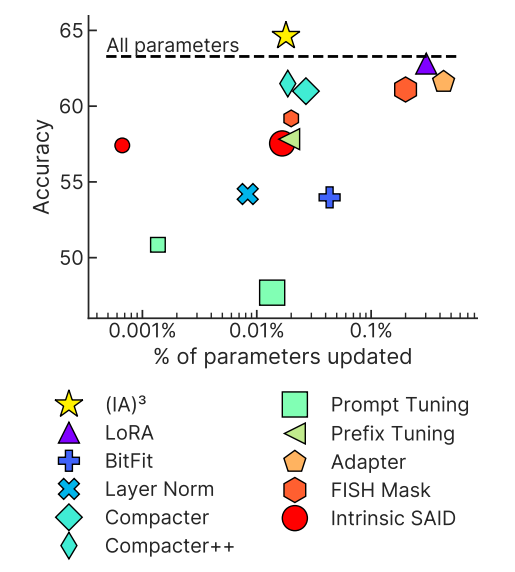 65
All parameters
60
55
50
Accuracy
0.001% 0.01% 0.1%
% of parameters updated
(IA)³
LoRA
BitFit
Layer Norm
Compacter
Compacter++
Prompt Tuning
Prefix Tuning
Adapter
FISH Mask
Intrinsic SAID